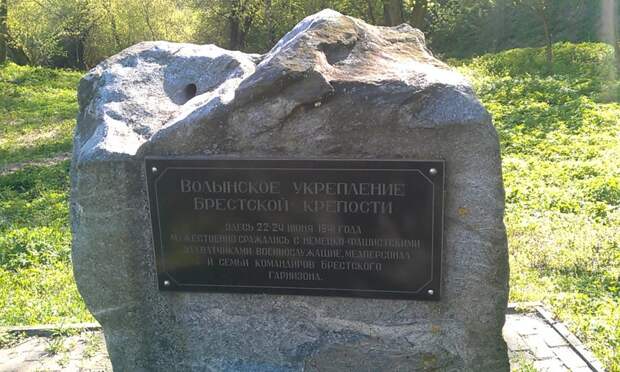 Волынское укрепление
Брестской крепости
Здесь 22-24 июня 1941 года
мужественно сражались с немецко-фашистскими
захватчиками военнослужащие, медперсонал
и семьи командиров Брестского
гарнизона.